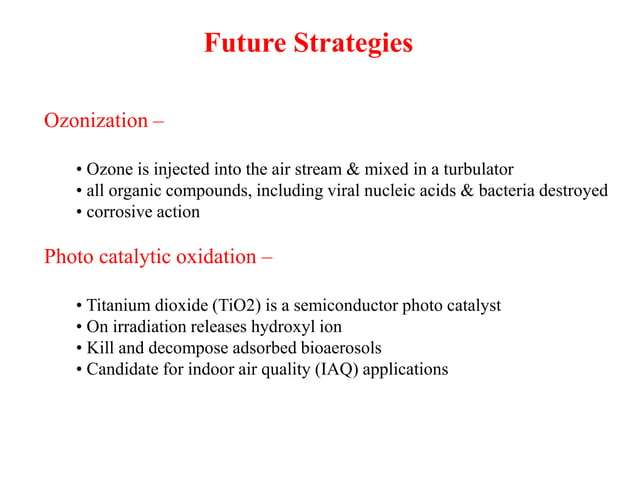 Future Strategies
Ozonization –
• Ozone is injected into the air stream & mixed in a turbulator
• all organic compounds, including viral nucleic acids & bacteria destroyed
• corrosive action
Photo catalytic oxidation –
• Titanium dioxide (TiO2) is a semiconductor photo catalyst
• On irradiation releases hydroxyl ion
• Kill and decompose adsorbed bioaerosols
• Candidate for indoor air quality (IAQ) applications